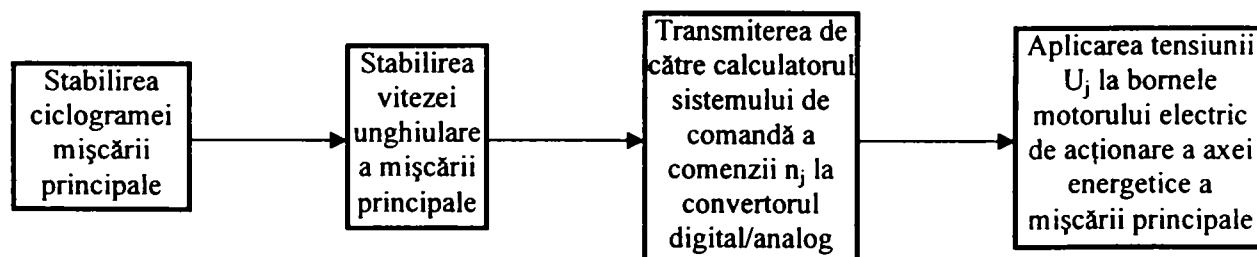 Stabilirea
ciclogramei
mişcării
principale
Stabilirea
vitezei
unghiulare
a mişcării
principale
Transmiterea de
către calculatorul
sistemului de
comandă a
comenzii nj la
convertorul
digital/analog
Aplicarea tensiunii
Uj la bornele
motorului electric
de acţionare a axei
energetice a
mişcării principale